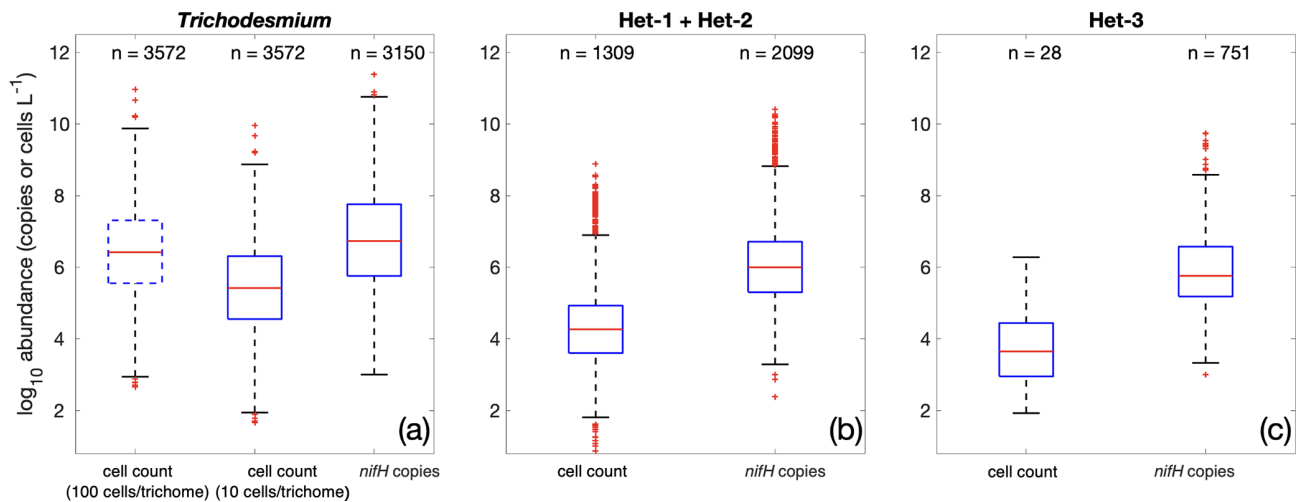 Trichodesmium
Het-1 + Het-2
Het-3
log10 abundance (copies or cells L−1)
12
10
8
6
4
2
n = 3572
n = 3572
n = 3150
(a)
cell count
(100 cells/trichome)
cell count
(10 cells/trichome)
nifH copies
12
10
8
6
4
2
n = 1309
n = 2099
(b)
cell count
nifH copies
12
10
8
6
4
2
n = 28
n = 751
(c)
cell count
nifH copies